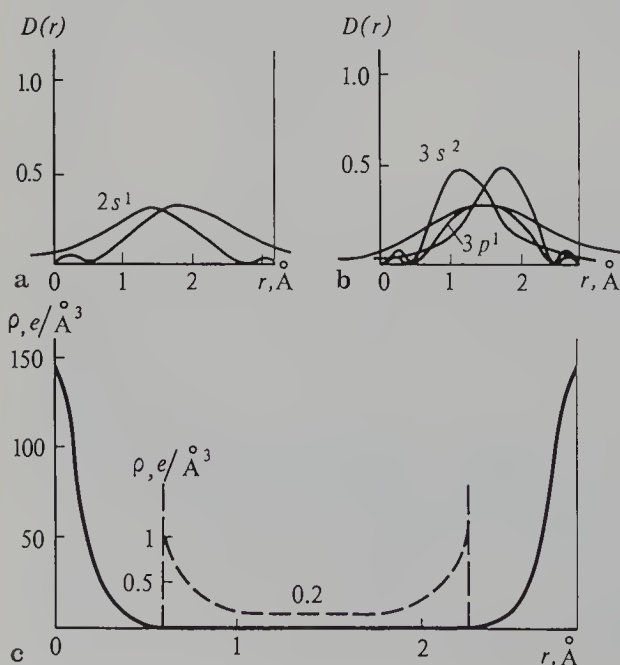 D(r) D(r)
1.0 1.0
0.5 0.5
2s¹ 3s²
3p¹
0 1 2 0 1 2
a r, Å b r, Å
ρ, e/Å³
150
100
50
ρ, e/Å³
1
0.5
0.2
0 1 2
c r, Å